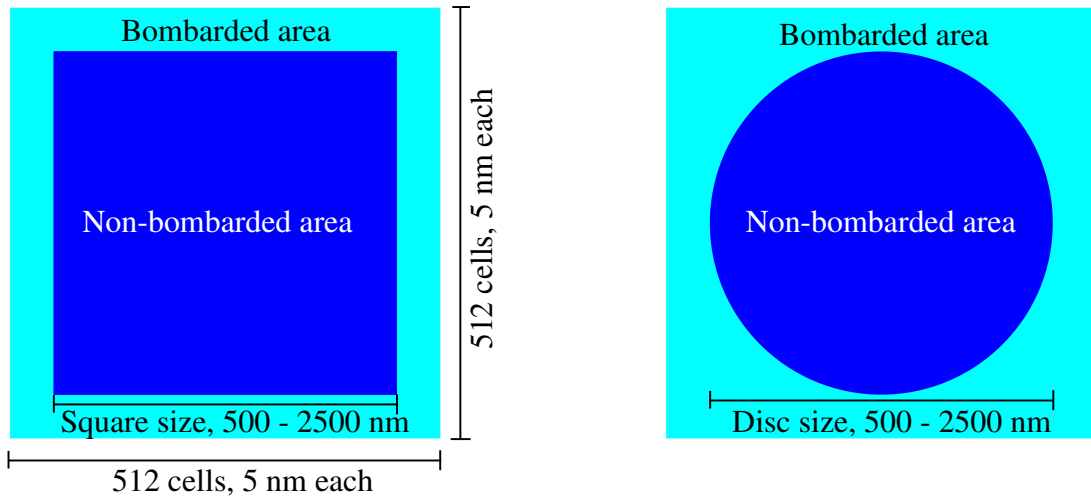 Bombarded area
Non-bombarded area
Square size, 500 - 2500 nm
512 cells, 5 nm each
512 cells, 5 nm each
Bombarded area
Non-bombarded area
Disc size, 500 - 2500 nm